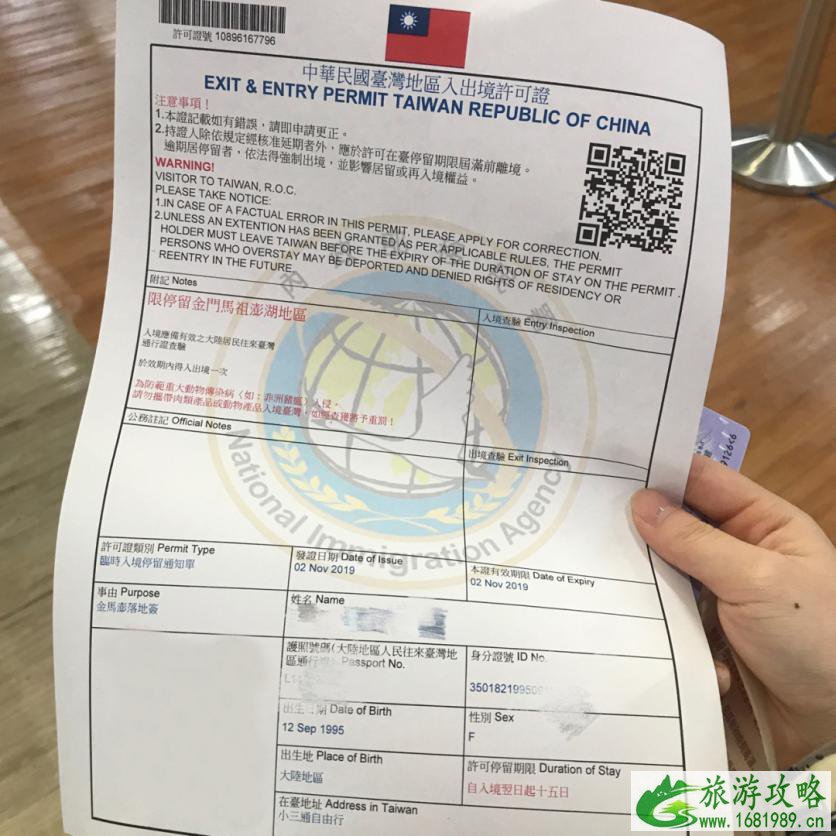 許可證號 10896167796
中華民國臺灣地區入出境許可證
EXIT & ENTRY PERMIT TAIWAN REPUBLIC OF CHINA
注意事項！
1.本證記載如有錯誤，請即申請更正。
2.持證人除依規定經核准延期者外，應於許可在臺停留期限屆滿前離境。
逾期居停留者，依法得強制出境，並影響居留或再入境權益。
WARNING!
VISITOR TO TAIWAN, R.O.C.
PLEASE TAKE NOTICE:
1.IN CASE OF A FACTUAL ERROR IN THIS PERMIT, PLEASE APPLY FOR CORRECTION.
2.UNLESS AN EXTENTION HAS BEEN GRANTED AS PER APPLICABLE RULES, THE PERMIT
HOLDER MUST LEAVE TAIWAN BEFORE THE EXPIRY OF THE DURATION OF STAY ON THE PERMIT.
PERSONS WHO OVERSTAY MAY BE DEPORTED AND DENIED RIGHTS OF RESIDENCY OR
REENTRY IN THE FUTURE.
附記 Notes
限停留金門馬祖澎湖地區
入境應備有效之大陸居民往來臺灣
通行證查驗
於效期內得入出境一次
為防範重大動物傳染病（如：非洲豬瘟）入侵，
請勿攜帶肉類產品或動物產品入境臺灣，如經查獲將予重罰！
入境查驗 Entry Inspection
公務註記 Official Notes
出境查驗 Exit Inspection
National Immigration Agency
許可證類別 Permit Type
臨時入境停留通知單
發證日期 Date of Issue
02 Nov 2019
本證有效期限 Date of Expiry
02 Nov 2019
事由 Purpose
金馬澎落地簽
姓名 Name
護照號碼(大陸地區人民往來臺灣地
區通行證) Passport No.
身分證號 ID No.
35018219950
出生日期 Date of Birth
12 Sep 1995
性別 Sex
F
出生地 Place of Birth
大陸地區
許可停留期限 Duration of Stay
自入境翌日起十五日
在臺地址 Address in Taiwan
小三通自由行
9126<6
旅游攻略
www.1681989.cn